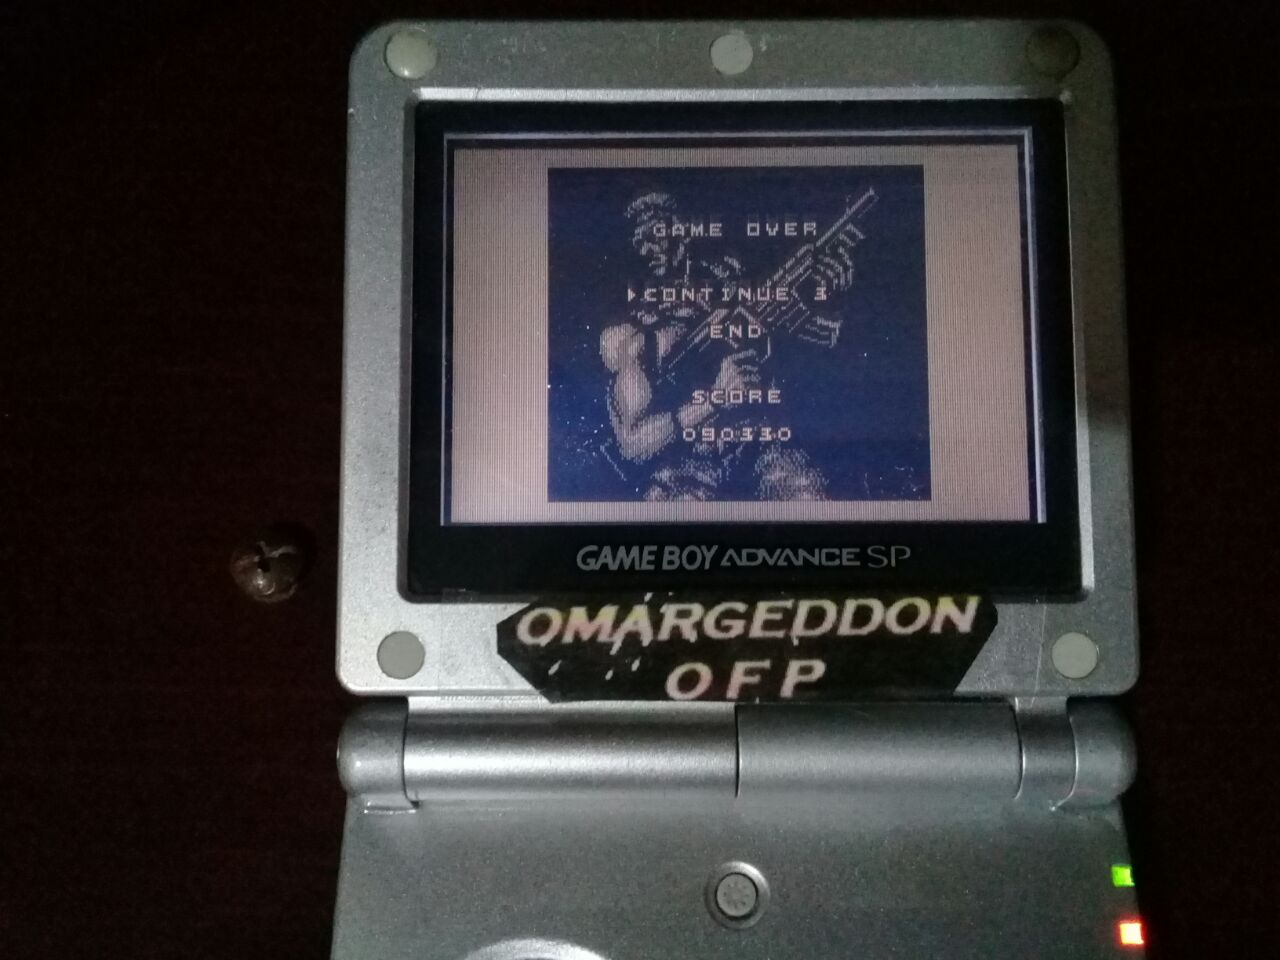 GAME OVER
▸CONTINUE 3
END
SCORE
090330
GAME BOY ADVANCE SP
OMARGEDDON
OFP